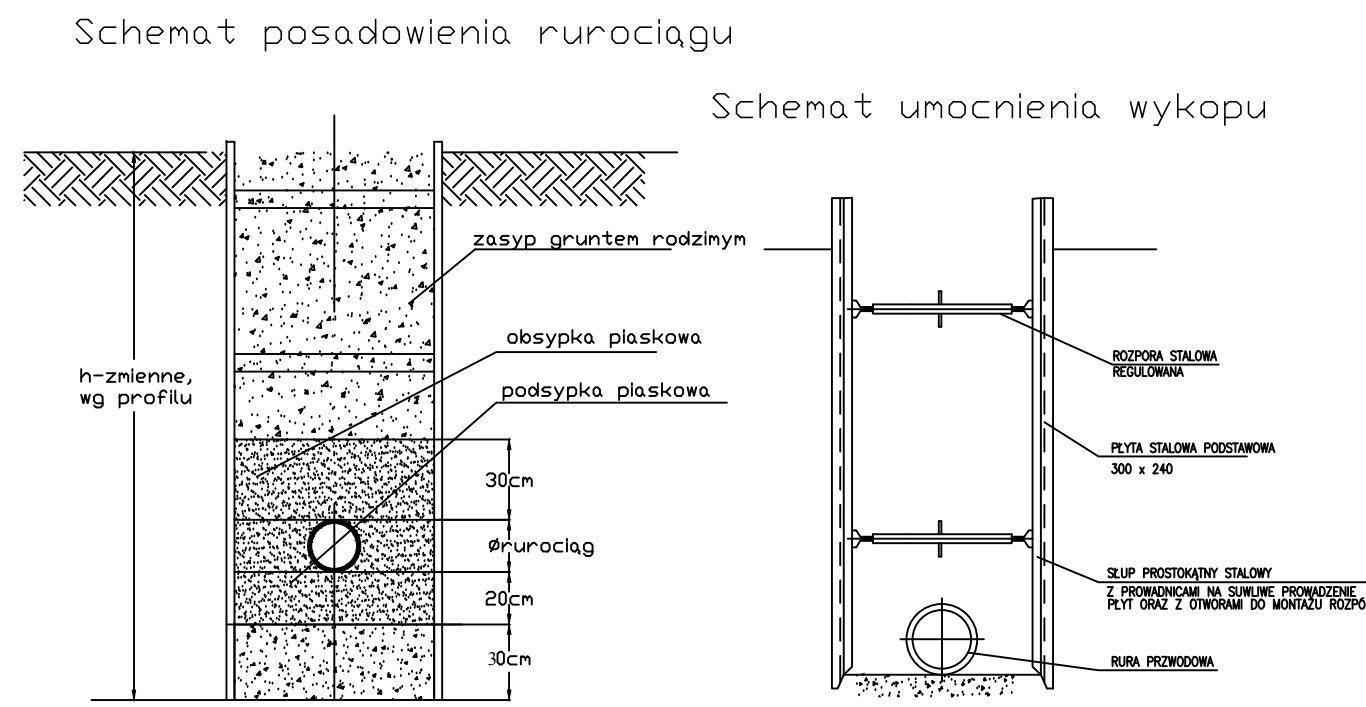 Schemat posadowienia rurociągu
Schemat umocnienia wykopu
zasyp gruntem rodzimym
obsypka piaskowa
podsypka piaskowa
h-zmienne,
wg profilu
30cm
Ørurociąg
20cm
30cm
ROZPORA STALOWA
REGULOWANA
PŁYTA STALOWA PODSTAWOWA
300 x 240
SŁUP PROSTOKĄTNY STALOWY
Z PROWADNICAMI NA SUWLIWE PROWADZENIE
PŁYT ORAZ Z OTWORAMI DO MONTAŻU ROZPÓ
RURA PRZWODOWA